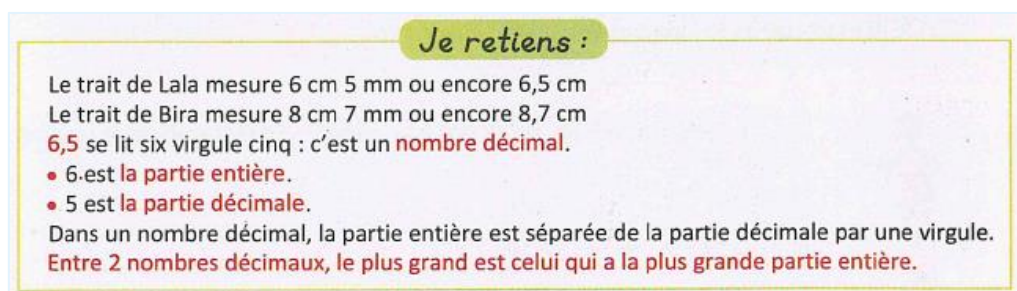 Je retiens :
Le trait de Lala mesure 6 cm 5 mm ou encore 6,5 cm
Le trait de Bira mesure 8 cm 7 mm ou encore 8,7 cm
6,5 se lit six virgule cinq : c'est un nombre décimal.
• 6 est la partie entière.
• 5 est la partie décimale.
Dans un nombre décimal, la partie entière est séparée de la partie décimale par une virgule.
Entre 2 nombres décimaux, le plus grand est celui qui a la plus grande partie entière.